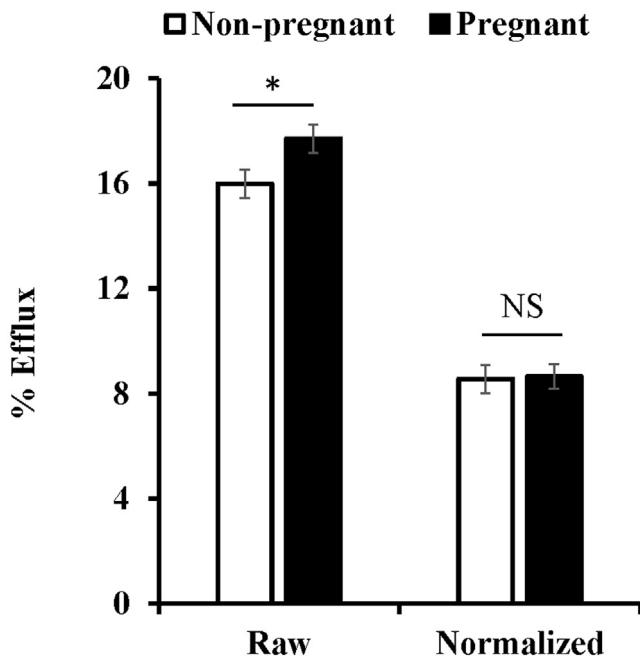 Non-pregnant Pregnant
20
*
16
12
NS
% Efflux
8
4
0
Raw Normalized